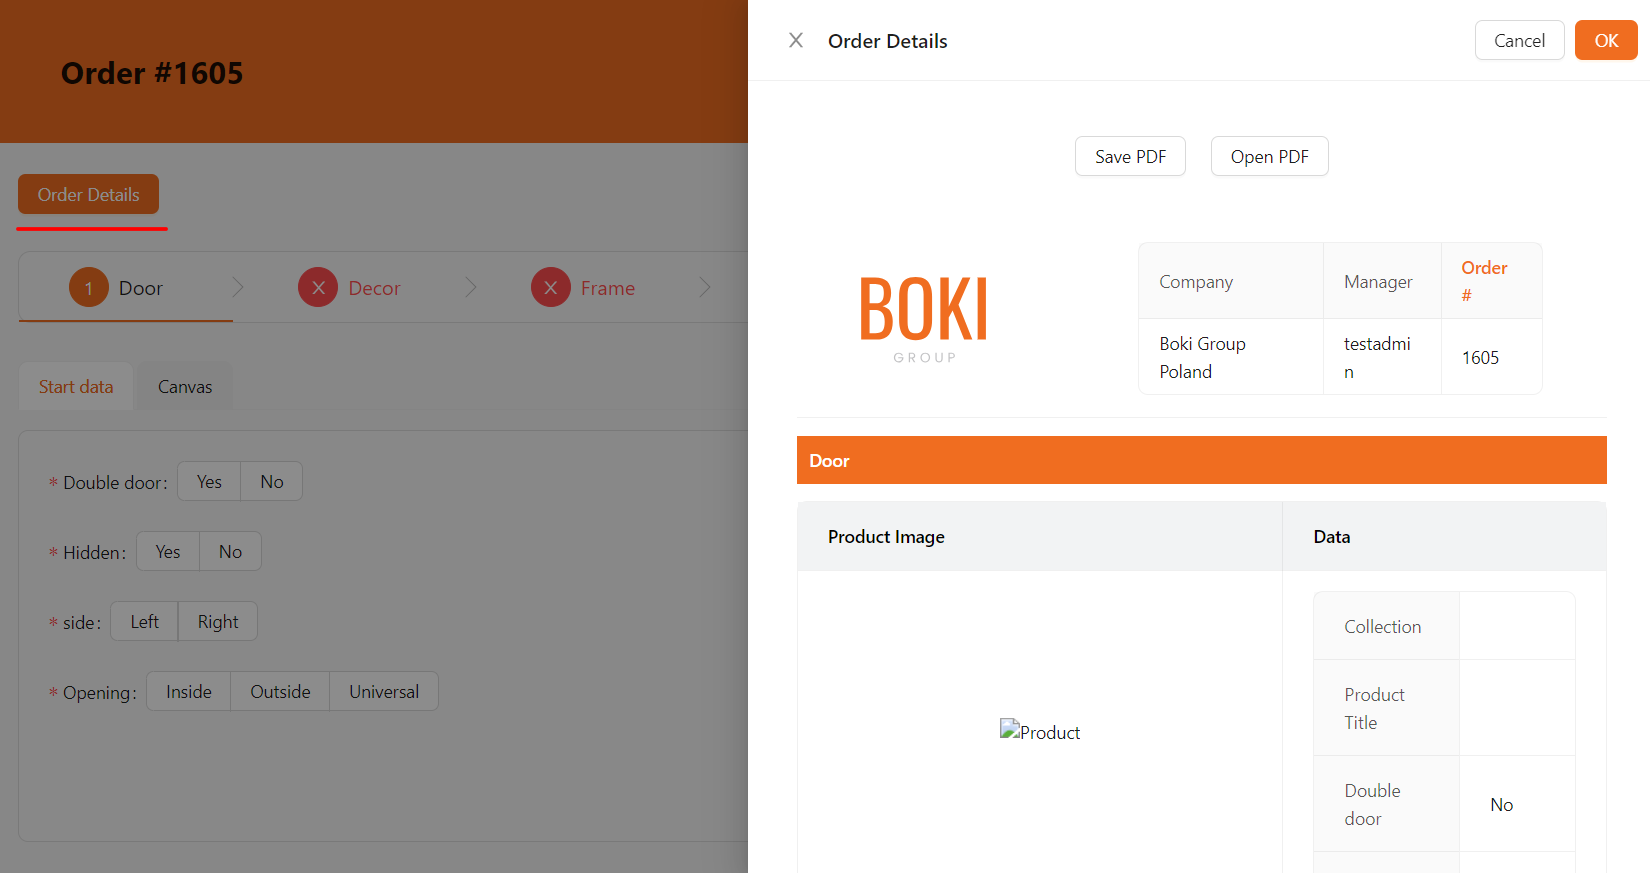 Order #1605
Order Details
1 Door
Decor
Frame
Start data
Canvas
* Double door: Yes No
* Hidden: Yes No
* side: Left Right
* Opening: Inside Outside Universal
Order Details
Cancel
OK
Save PDF
Open PDF
BOKI
GROUP
Company
Manager
Order
#
Boki Group
Poland
testadmi
n
1605
Door
Product Image
Data
Product
Collection
Product
Title
Double
door
No